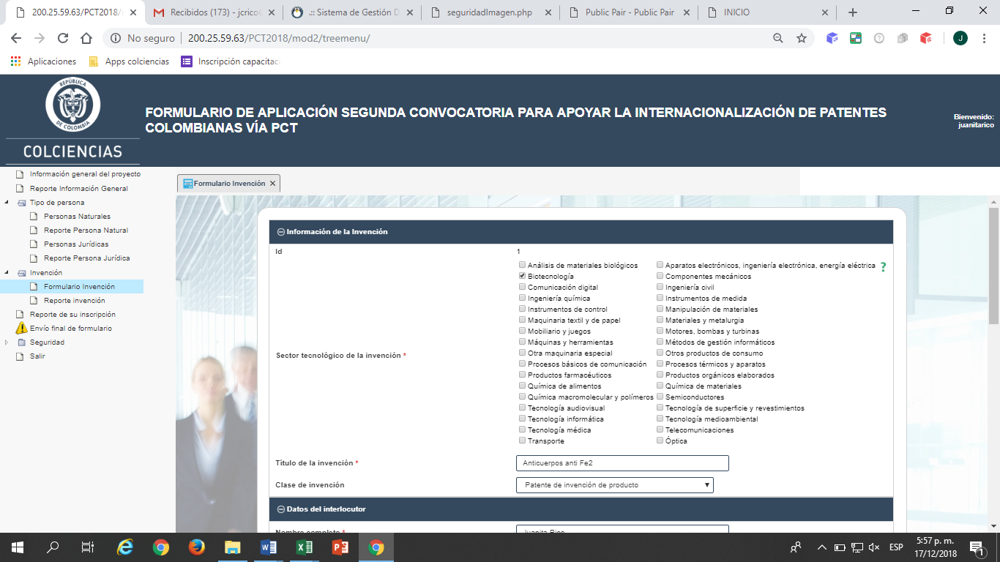 200.25.59.63/PCT2018/
Recibidos (173) - jcrico
.:: Sistema de Gestión D
seguridadImagen.php
Public Pair - Public Pair
INICIO
No seguro
200.25.59.63/PCT2018/mod2/treemenu/
J
Aplicaciones
Apps colciencias
Inscripción capacitaci
REPÚBLICA
DE COLOMBIA
COLCIENCIAS
FORMULARIO DE APLICACIÓN SEGUNDA CONVOCATORIA PARA APOYAR LA INTERNACIONALIZACIÓN DE PATENTES
COLOMBIANAS VÍA PCT
Bienvenido:
juanitarico
Información general del proyecto
Reporte Información General
Tipo de persona
Personas Naturales
Reporte Persona Natural
Personas Jurídicas
Reporte Persona Jurídica
Invención
Formulario Invención
Reporte invención
Reporte de su inscripción
Envío final de formulario
Seguridad
Salir
Formulario Invención
Información de la Invención
Id 1
Sector tecnológico de la invención *
Análisis de materiales biológicos Aparatos electrónicos, ingeniería electrónica, energía eléctrica ?
Biotecnología Componentes mecánicos
Comunicación digital Ingeniería civil
Ingeniería química Instrumentos de medida
Instrumentos de control Manipulación de materiales
Maquinaria textil y de papel Materiales y metalurgia
Mobiliario y juegos Motores, bombas y turbinas
Máquinas y herramientas Métodos de gestión informáticos
Otra maquinaria especial Otros productos de consumo
Procesos básicos de comunicación Procesos térmicos y aparatos
Productos farmacéuticos Productos orgánicos elaborados
Química de alimentos Química de materiales
Química macromolecular y polímeros Semiconductores
Tecnología audiovisual Tecnología de superficie y revestimientos
Tecnología informática Tecnología medioambiental
Tecnología médica Telecomunicaciones
Transporte Óptica
Título de la invención * Anticuerpos anti Fe2
Clase de invención Patente de invención de producto
Datos del interlocutor
Nombre completo * Juanita Rico
ESP
5:57 p. m.
17/12/2018
1